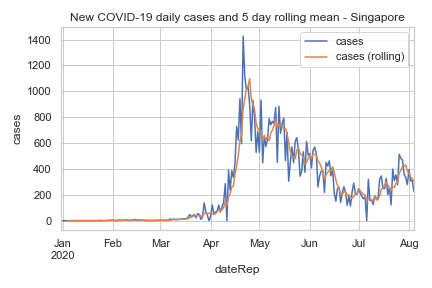 New COVID-19 daily cases and 5 day rolling mean - Singapore
cases
cases (rolling)
1400
1200
1000
800
600
400
200
0
cases
Jan Feb Mar Apr May Jun Jul Aug
2020
dateRep